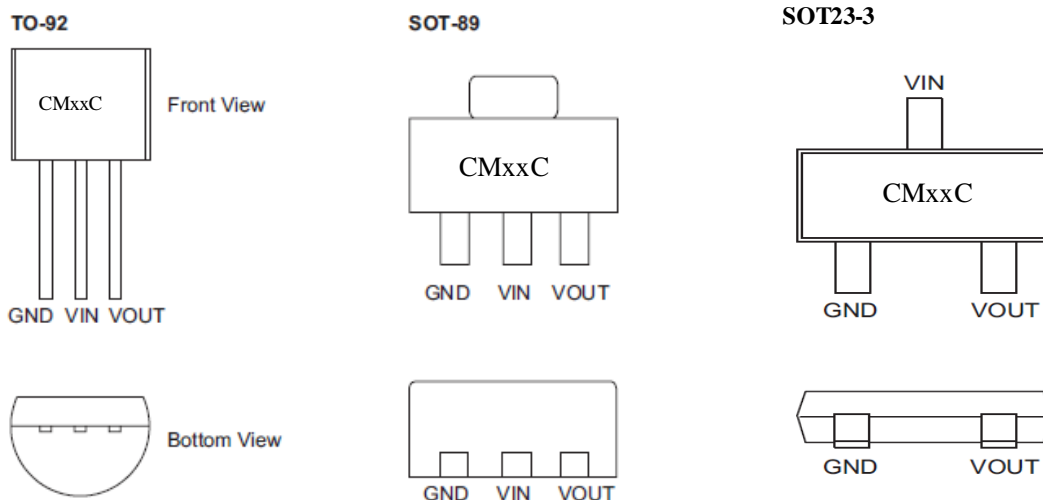 TO-92
SOT-89
SOT23-3
CMxxC
Front View
CMxxC
VIN
CMxxC
GND VIN VOUT
GND VIN VOUT
GND VOUT
Bottom View
GND VIN VOUT
GND VOUT